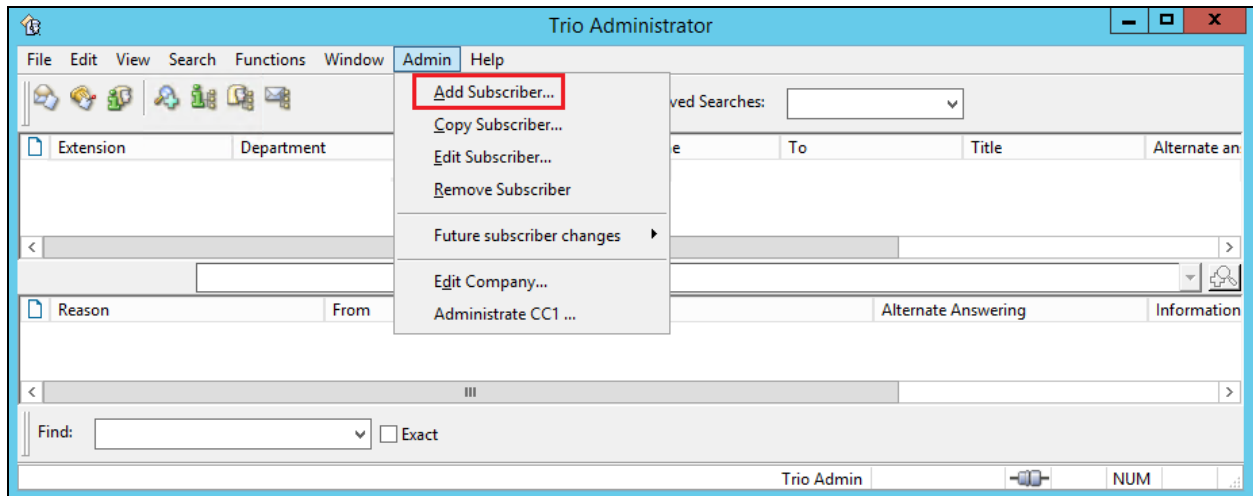 Trio Administrator
File Edit View Search Functions Window Admin Help
Add Subscriber...
ved Searches:
Copy Subscriber...
Extension Department e To Title Alternate an
Edit Subscriber...
Remove Subscriber
Future subscriber changes
Edit Company...
Reason From Alternate Answering Information
Administrate CC1 ...
Find: Exact
Trio Admin NUM